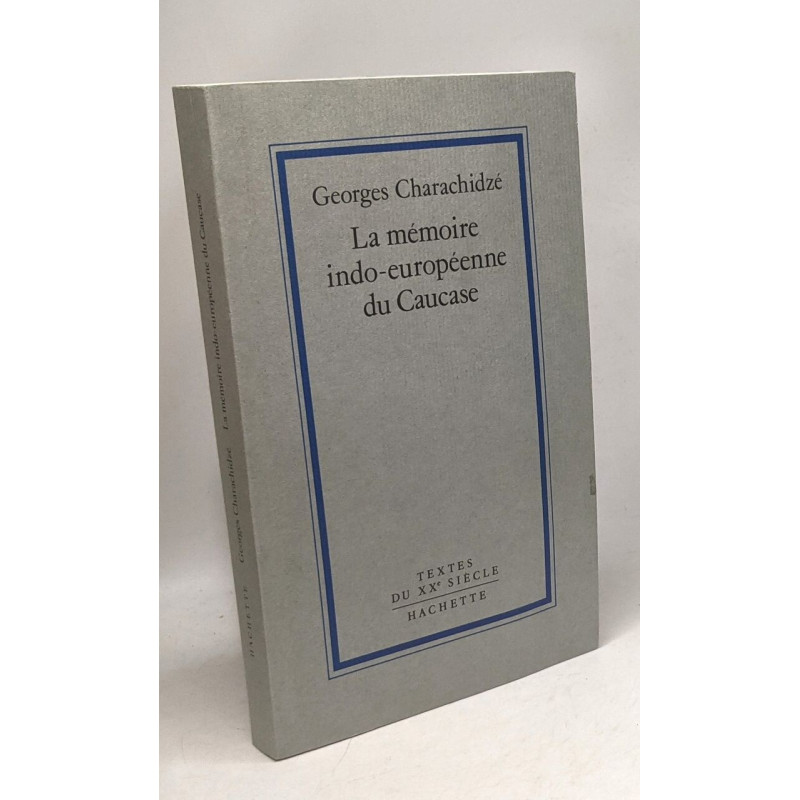 Georges Charachidzé
La mémoire
indo-européenne
du Caucase
TEXTES
DU XXe SIÈCLE
HACHETTE
HACHETTE Georges Charachidzé La mémoire indo-européenne du Caucase